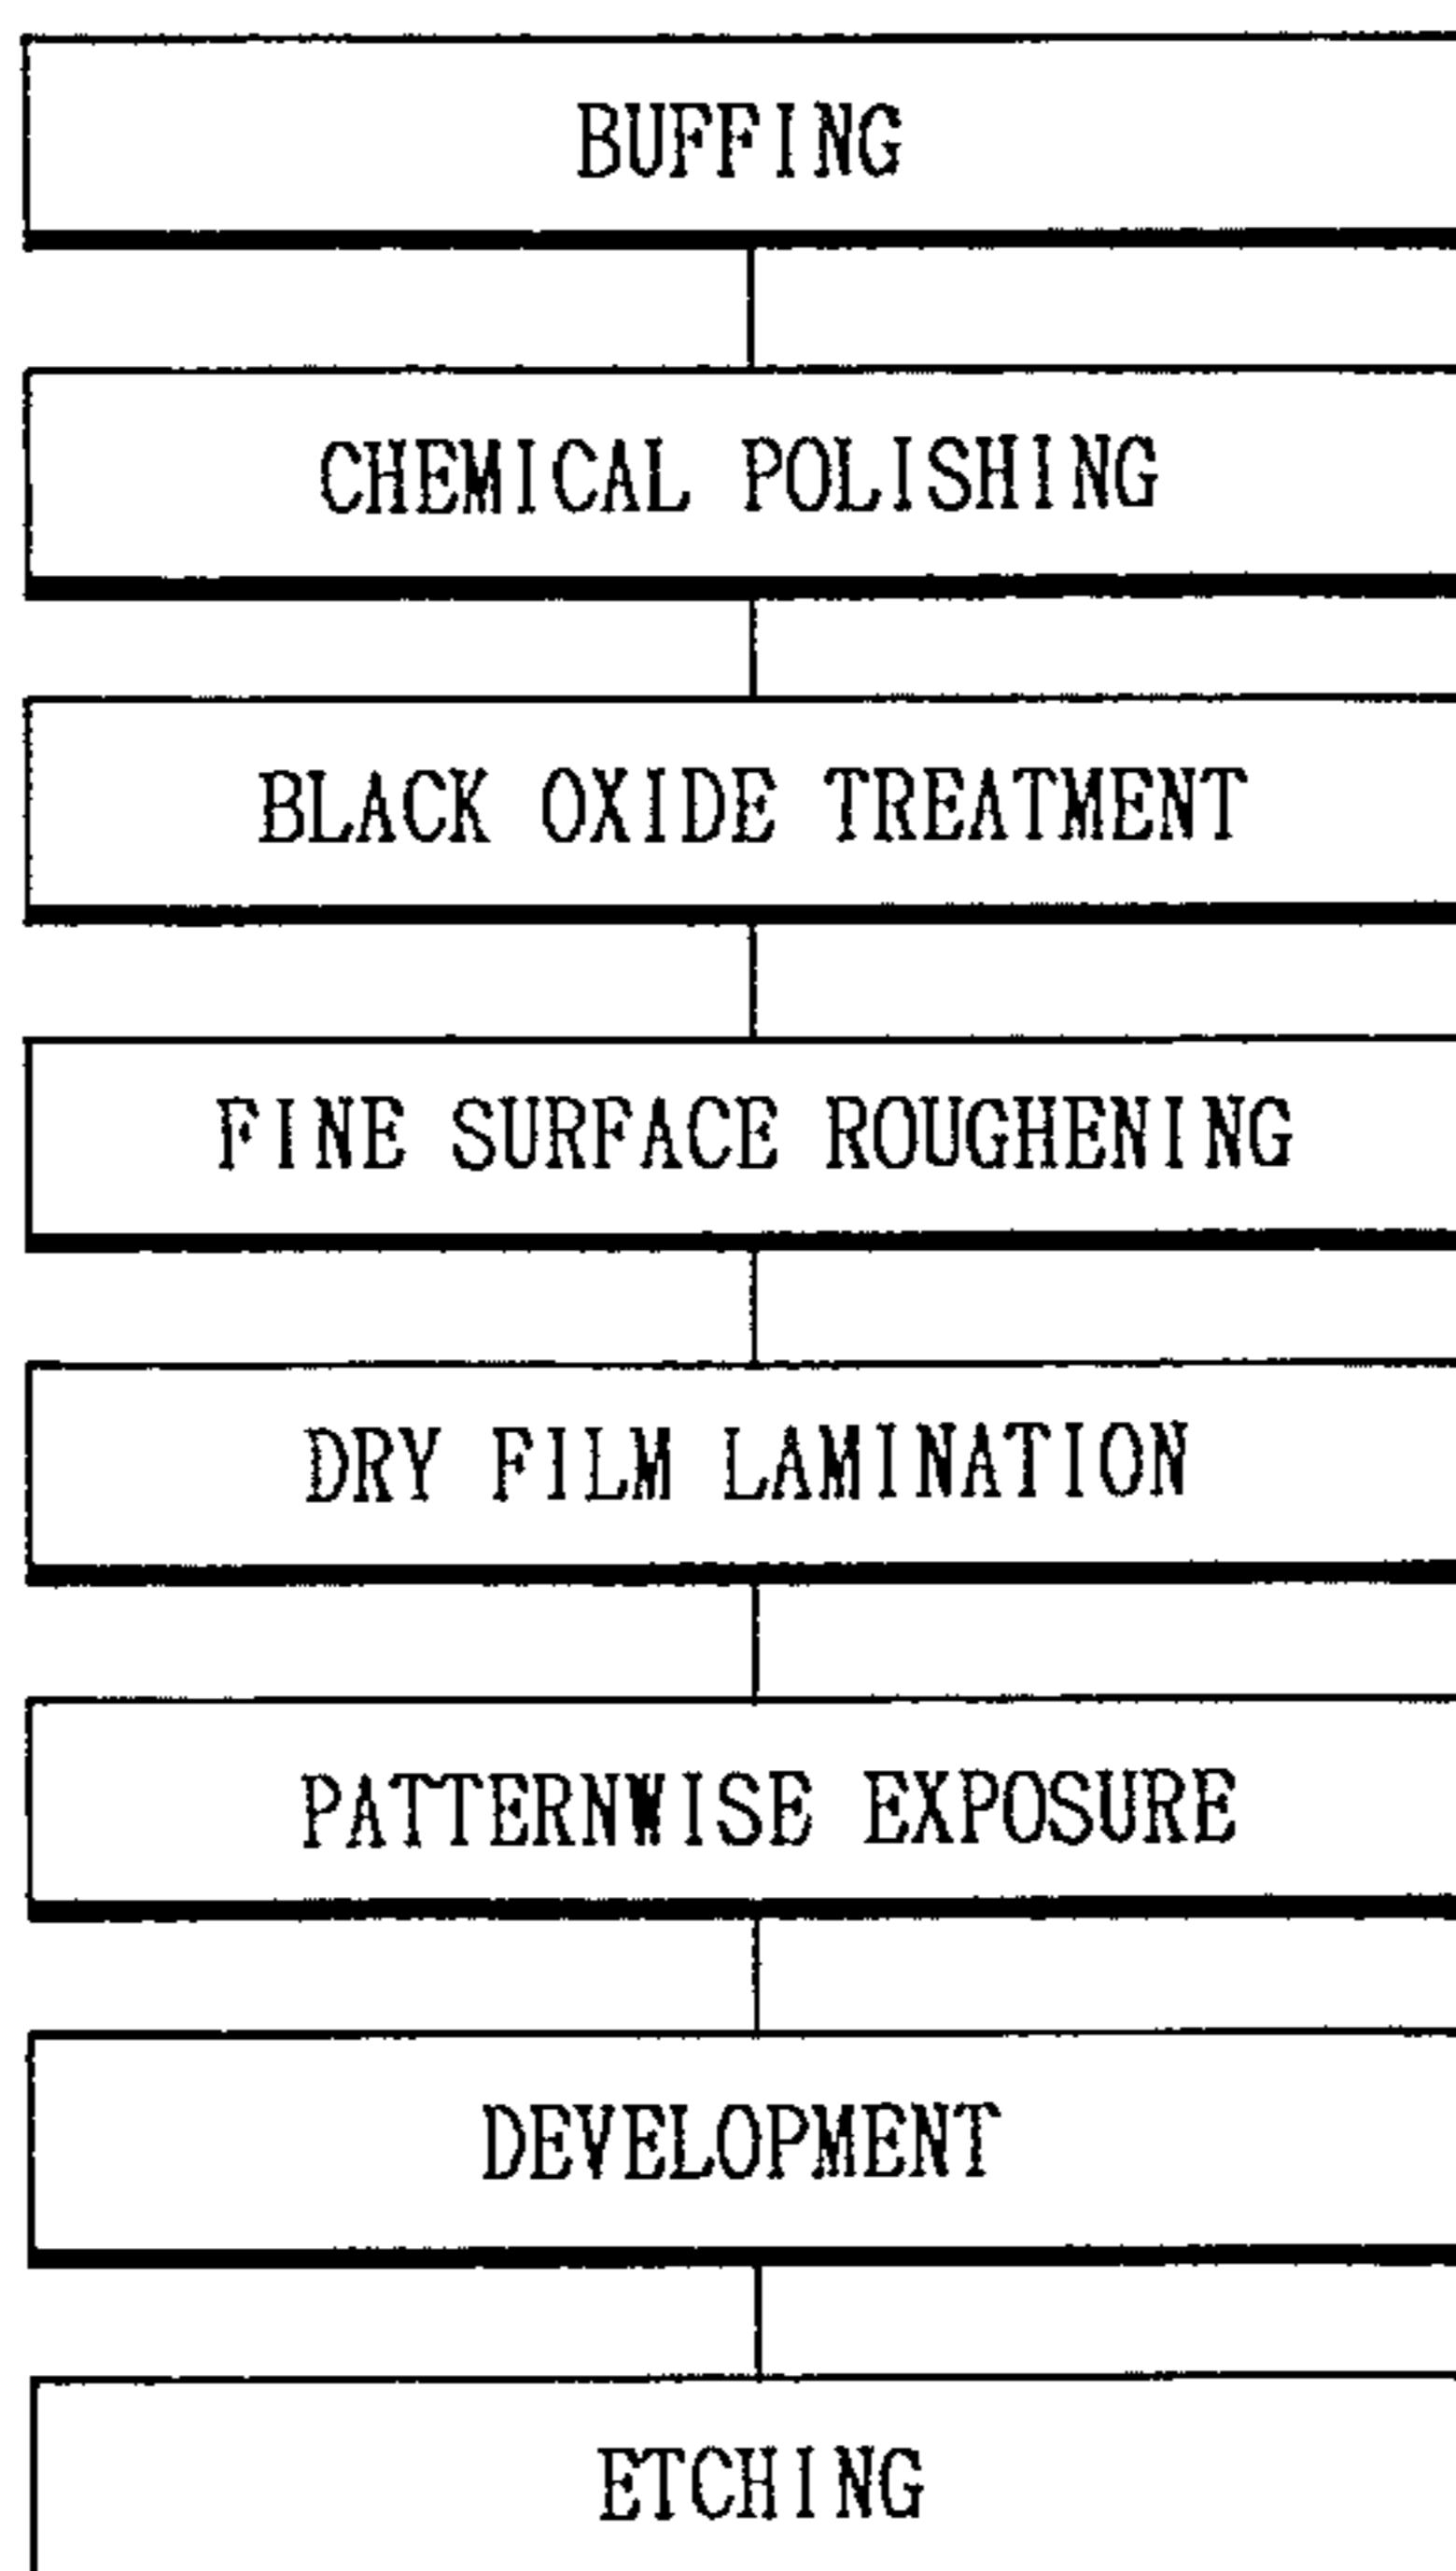 BUFFING
CHEMICAL POLISHING
BLACK OXIDE TREATMENT
FINE SURFACE ROUGHENING
DRY FILM LAMINATION
PATTERNWISE EXPOSURE
DEVELOPMENT
ETCHING